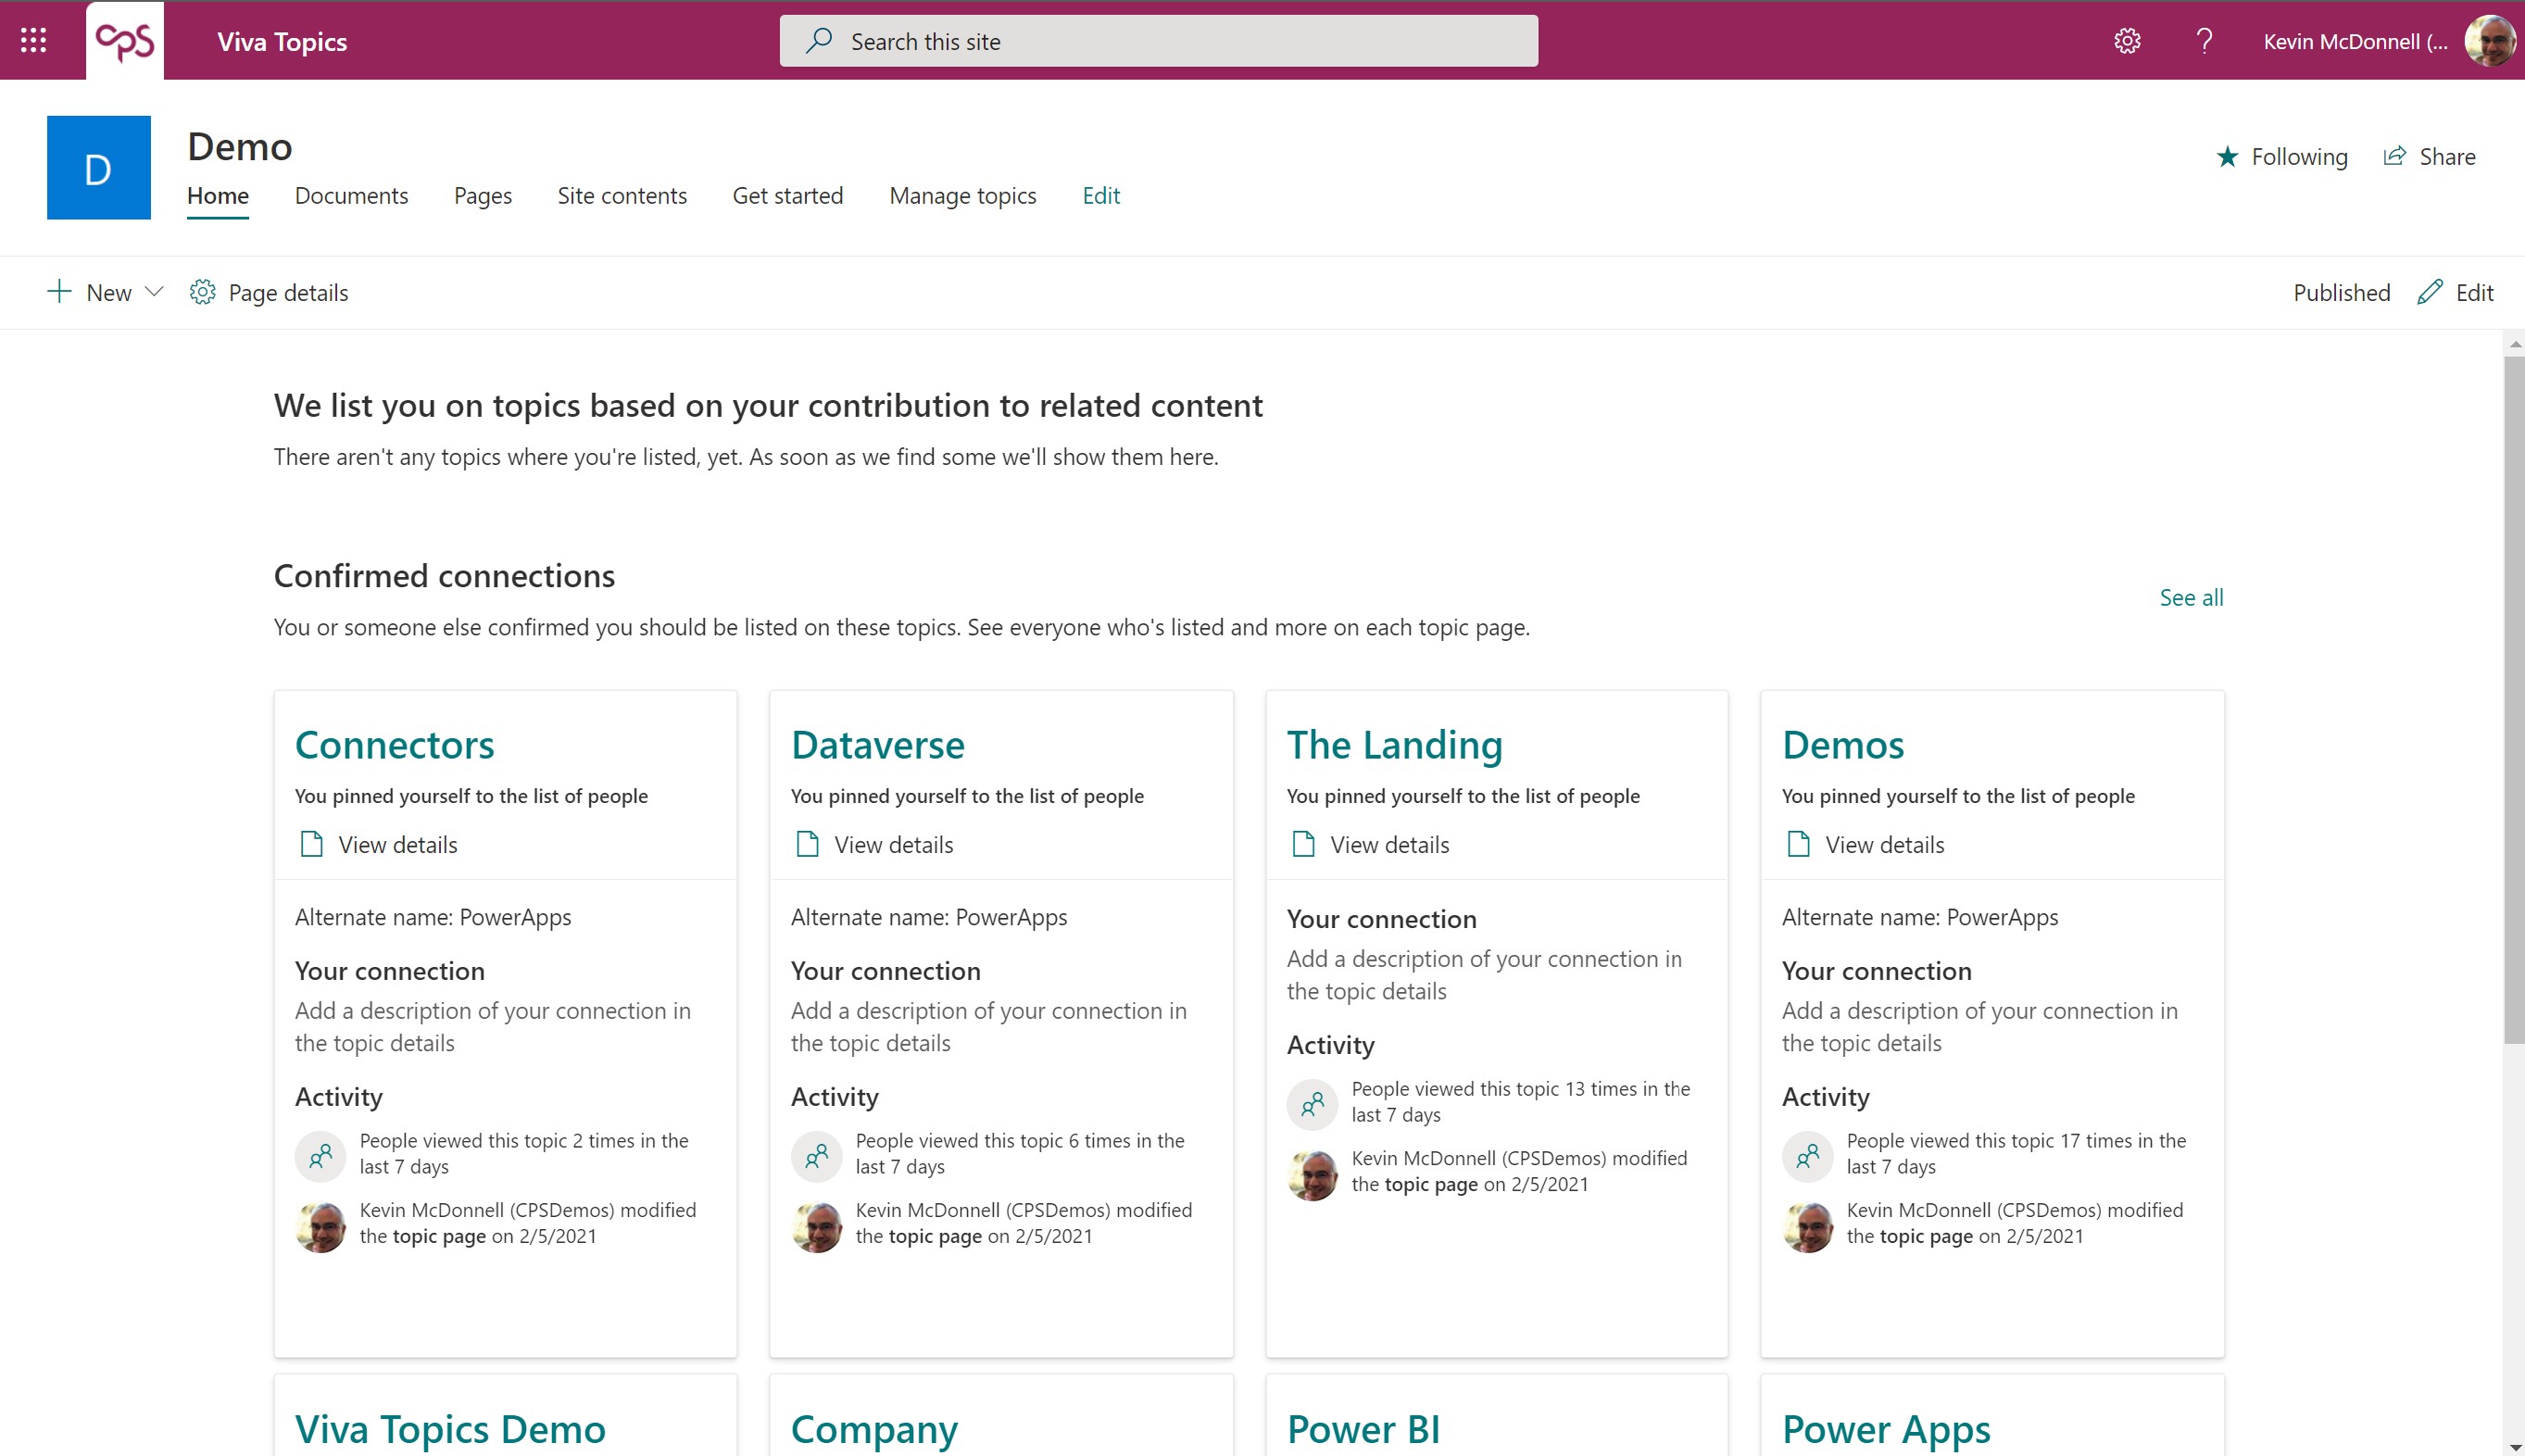 cps
Viva Topics
Search this site
Kevin McDonnell (...
D
Demo
Home Documents Pages Site contents Get started Manage topics Edit
Following Share
New Page details
Published Edit
We list you on topics based on your contribution to related content
There aren't any topics where you're listed, yet. As soon as we find some we'll show them here.
Confirmed connections
See all
You or someone else confirmed you should be listed on these topics. See everyone who's listed and more on each topic page.
Connectors
You pinned yourself to the list of people
View details
Alternate name: PowerApps
Your connection
Add a description of your connection in
the topic details
Activity
People viewed this topic 2 times in the
last 7 days
Kevin McDonnell (CPSDemos) modified
the topic page on 2/5/2021
Dataverse
You pinned yourself to the list of people
View details
Alternate name: PowerApps
Your connection
Add a description of your connection in
the topic details
Activity
People viewed this topic 6 times in the
last 7 days
Kevin McDonnell (CPSDemos) modified
the topic page on 2/5/2021
The Landing
You pinned yourself to the list of people
View details
Your connection
Add a description of your connection in
the topic details
Activity
People viewed this topic 13 times in the
last 7 days
Kevin McDonnell (CPSDemos) modified
the topic page on 2/5/2021
Demos
You pinned yourself to the list of people
View details
Alternate name: PowerApps
Your connection
Add a description of your connection in
the topic details
Activity
People viewed this topic 17 times in the
last 7 days
Kevin McDonnell (CPSDemos) modified
the topic page on 2/5/2021
Viva Topics Demo
Company
Power BI
Power Apps